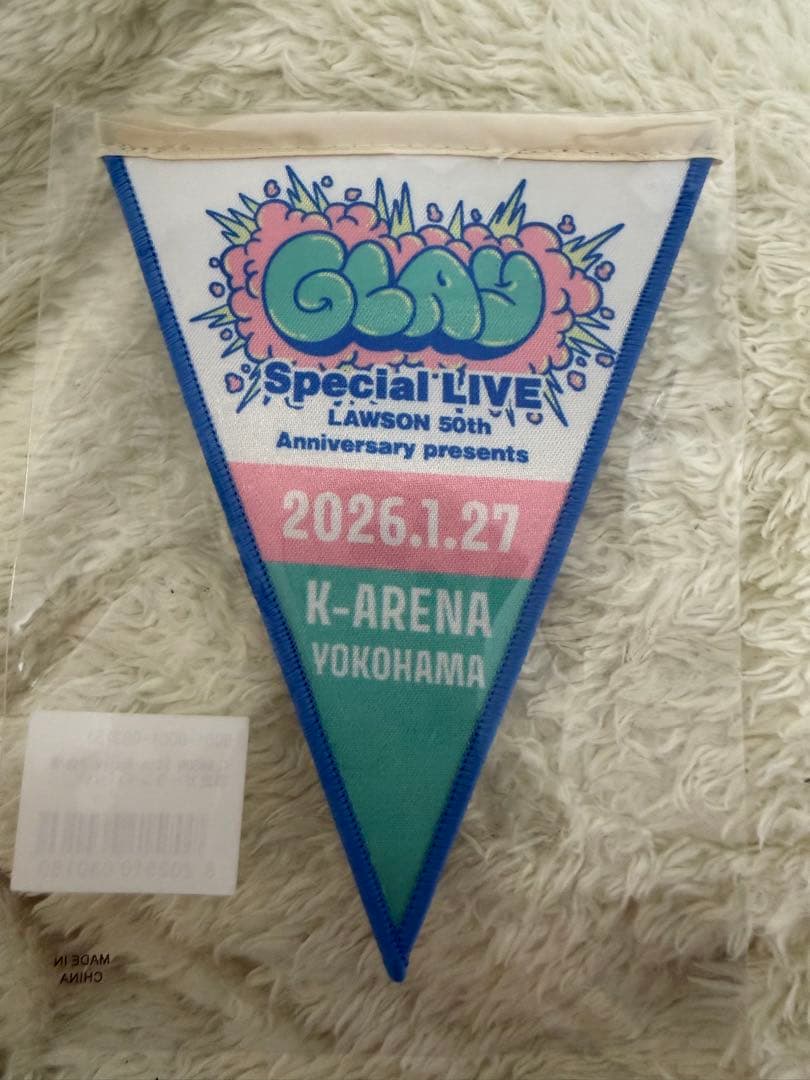 GLAY
Special LIVE
LAWSON 50th
Anniversary presents
2026.1.27
K-ARENA
YOKOHAMA
MADE IN
CHINA